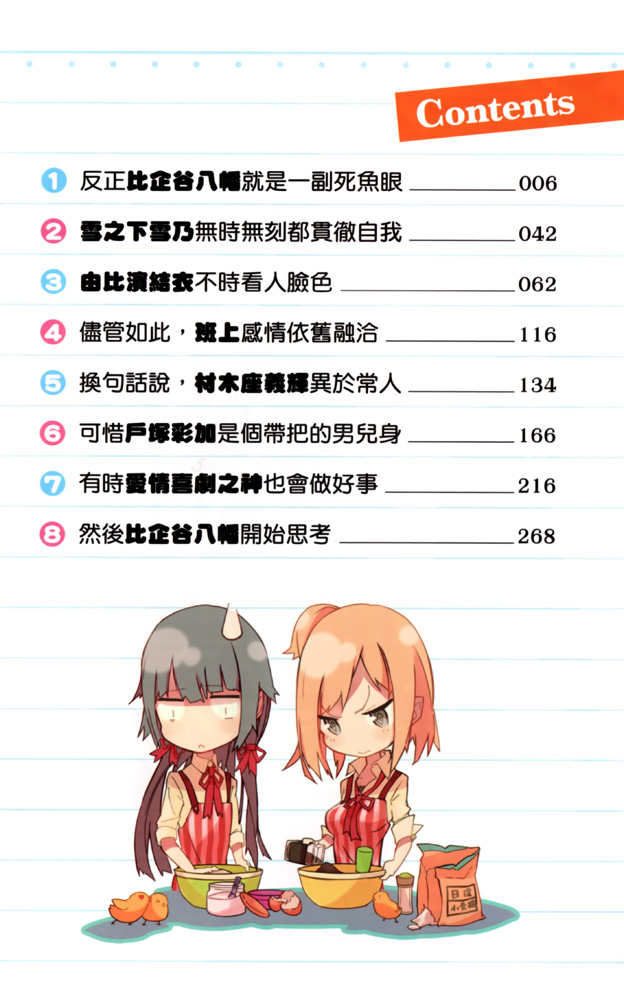 Contents
1 反正比企谷八幡就是一副死魚眼 006
2 雪之下雪乃無時無刻都貫徹自我 042
3 由比濱結衣不時看人臉色 062
4 儘管如此，班上感情依舊融洽 116
5 換句話說，材木座義輝異於常人 134
6 可惜戶塚彩加是個帶把的男兒身 166
7 有時愛情喜劇之神也會做好事 216
8 然後比企谷八幡開始思考 268